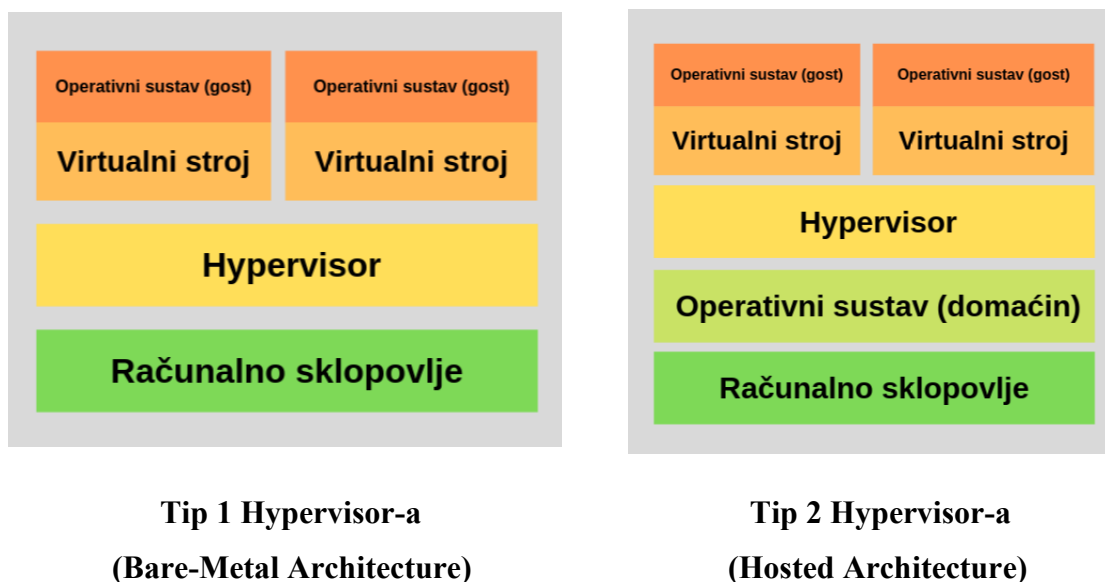 Operativni sustav (gost)
Operativni sustav (gost)
Virtualni stroj
Virtualni stroj
Hypervisor
Računalno sklopovlje
Tip 1 Hypervisor-a
(Bare-Metal Architecture)
Operativni sustav (gost)
Operativni sustav (gost)
Virtualni stroj
Virtualni stroj
Hypervisor
Operativni sustav (domaćin)
Računalno sklopovlje
Tip 2 Hypervisor-a
(Hosted Architecture)